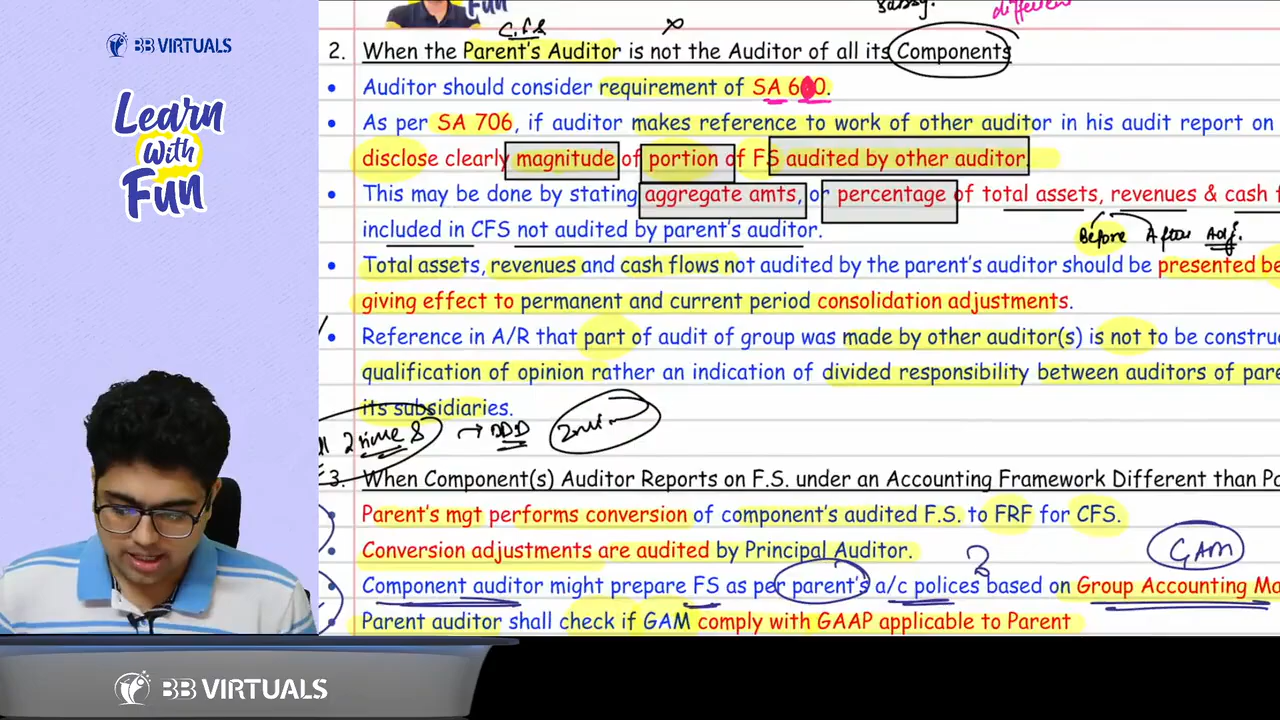 BB VIRTUALS
Learn
With
Fun
Fun
C.F.S
2. When the Parent's Auditor is not the Auditor of all its Components
• Auditor should consider requirement of SA 600.
• As per SA 706, if auditor makes reference to work of other auditor in his audit report on
disclose clearly magnitude of portion of FS audited by other auditor.
• This may be done by stating aggregate amts, or percentage of total assets, revenues & cash f
included in CFS not audited by parent's auditor.
Before After Adj.
• Total assets, revenues and cash flows not audited by the parent's auditor should be presented be
giving effect to permanent and current period consolidation adjustments.
• Reference in A/R that part of audit of group was made by other auditor(s) is not to be constru
qualification of opinion rather an indication of divided responsibility between auditors of pare
its subsidiaries.
3. When Component(s) Auditor Reports on F.S. under an Accounting Framework Different than Pa
• Parent's mgt performs conversion of component's audited F.S. to FRF for CFS.
• Conversion adjustments are audited by Principal Auditor.
GAM
• Component auditor might prepare FS as per parent's a/c polices based on Group Accounting Ma
• Parent auditor shall check if GAM comply with GAAP applicable to Parent
BB VIRTUALS